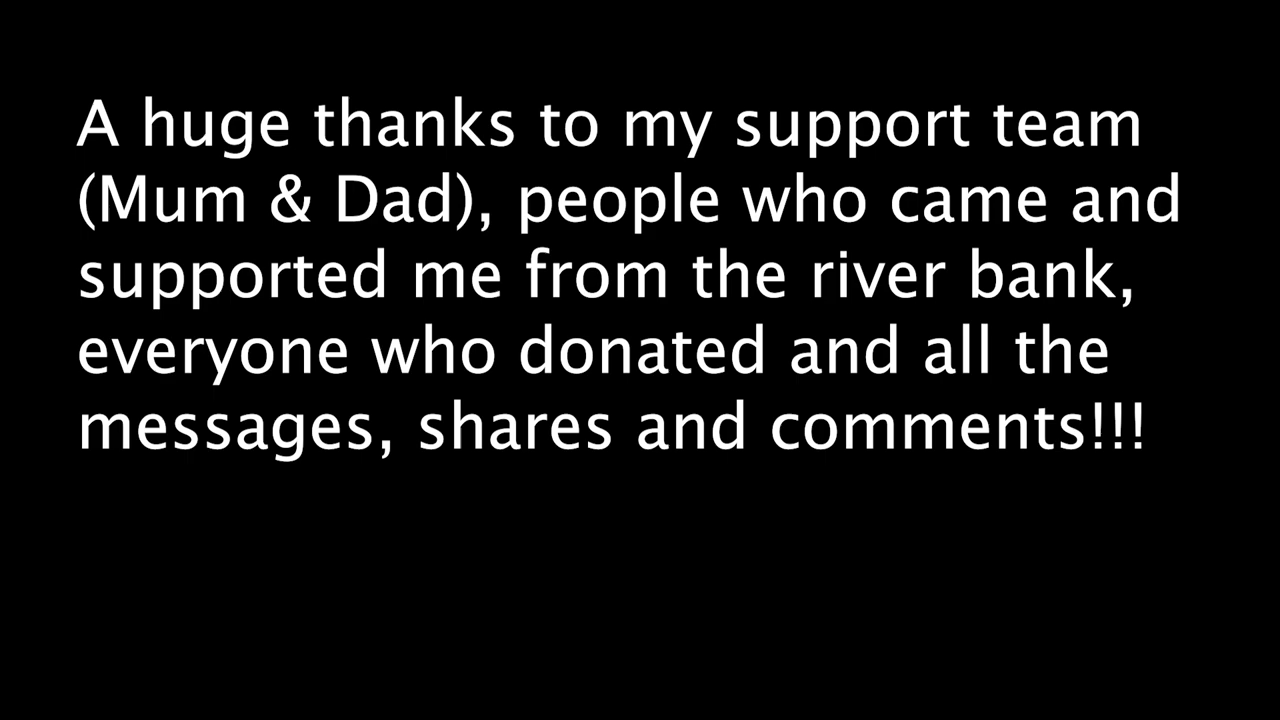 A huge thanks to my support team
(Mum & Dad), people who came and
supported me from the river bank,
everyone who donated and all the
messages, shares and comments!!!